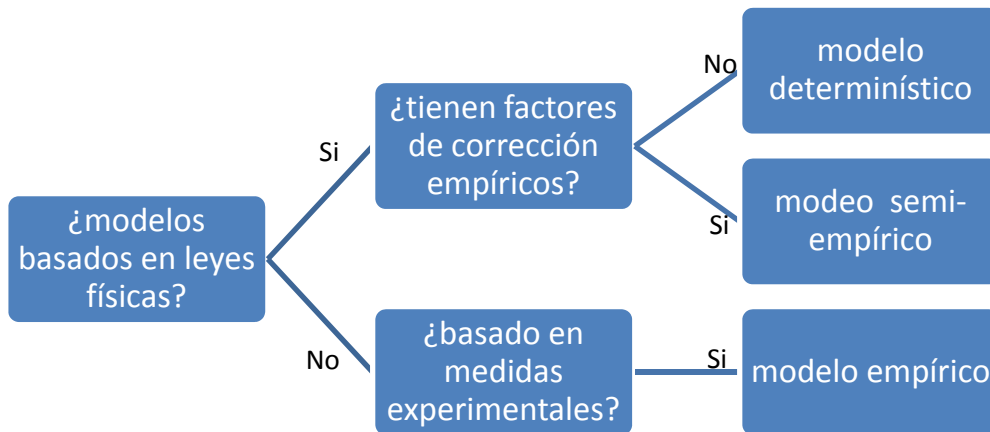 ¿modelos
basados en leyes
físicas?
Si
¿tienen factores
de corrección
empíricos?
No
modelo
determinístico
Si
modeo semi-
empírico
No
¿basado en
medidas
experimentales?
Si
modelo empírico